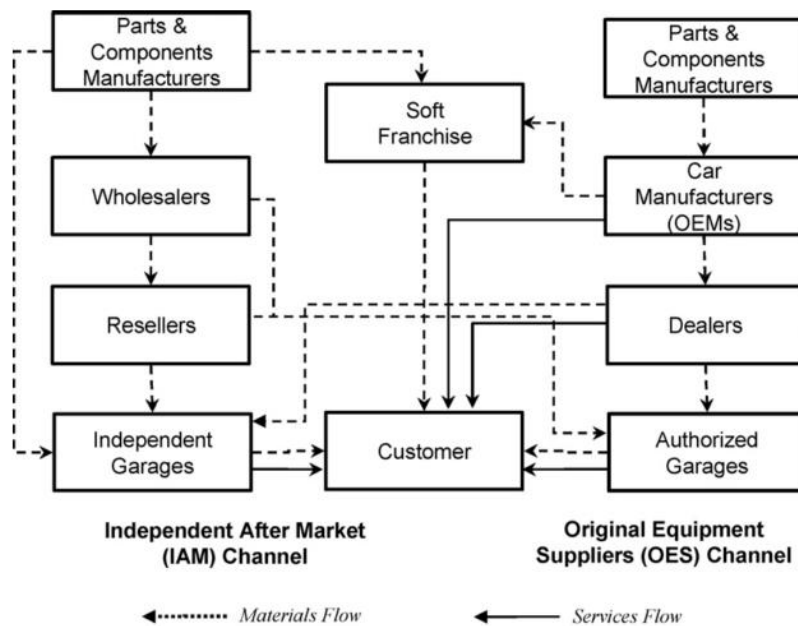 Parts &
Components
Manufacturers
Parts &
Components
Manufacturers
Soft
Franchise
Wholesalers
Car
Manufacturers
(OEMs)
Resellers
Dealers
Independent
Garages
Customer
Authorized
Garages
Independent After Market
(IAM) Channel
Original Equipment
Suppliers (OES) Channel
Materials Flow
Services Flow